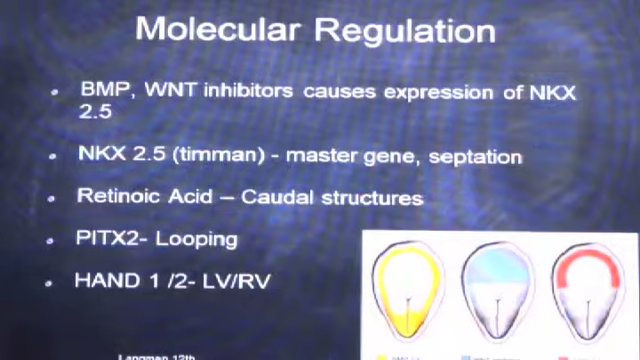 Molecular Regulation
BMP, WNT inhibitors causes expression of NKX
2.5
NKX 2.5 (timman) - master gene, septation
Retinoic Acid – Caudal structures
PITX2- Looping
HAND 1 /2- LV/RV
Langman 12th